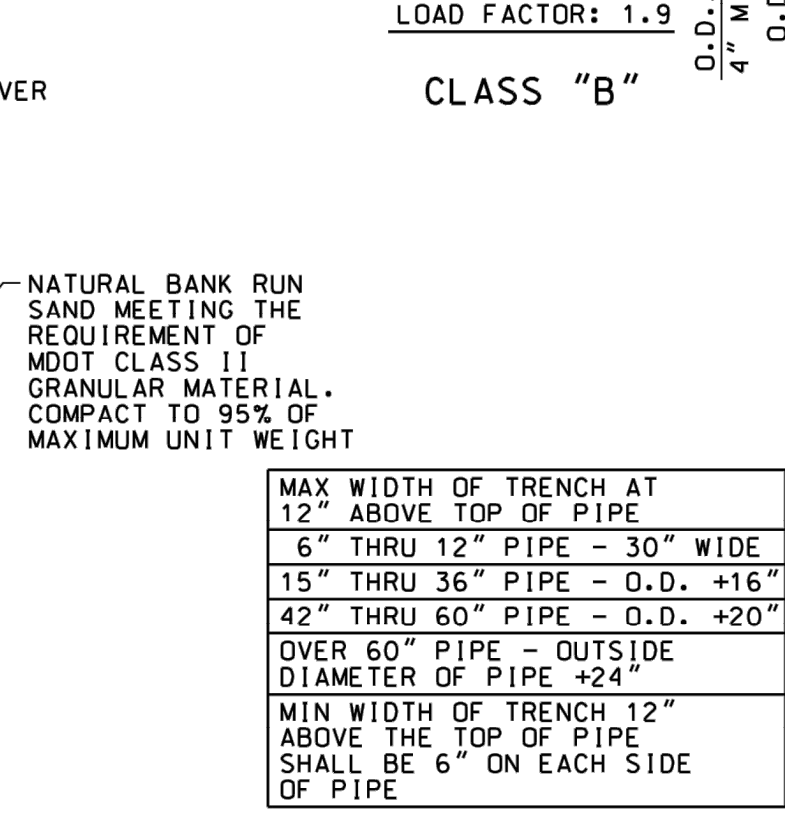 LOAD FACTOR: 1.9
O.D.
4" M
CLASS "B"
NATURAL BANK RUN
SAND MEETING THE
REQUIREMENT OF
MDOT CLASS II
GRANULAR MATERIAL.
COMPACT TO 95% OF
MAXIMUM UNIT WEIGHT
MAX WIDTH OF TRENCH AT
12" ABOVE TOP OF PIPE
6" THRU 12" PIPE - 30" WIDE
15" THRU 36" PIPE - O.D. +16"
42" THRU 60" PIPE - O.D. +20"
OVER 60" PIPE - OUTSIDE
DIAMETER OF PIPE +24"
MIN WIDTH OF TRENCH 12"
ABOVE THE TOP OF PIPE
SHALL BE 6" ON EACH SIDE
OF PIPE